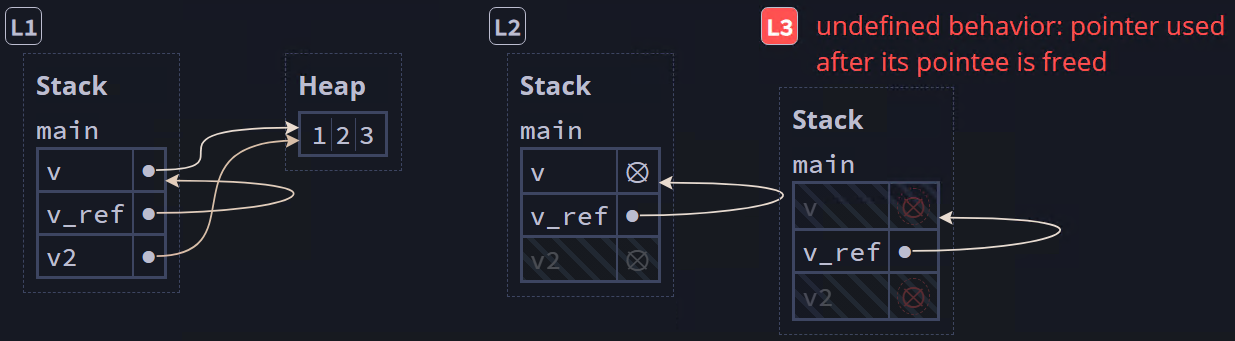 L1
Stack
main
v
v_ref
v2
Heap
1 2 3
L2
Stack
main
v
v_ref
v2
L3 undefined behavior: pointer used
after its pointee is freed
Stack
main
v
v_ref
v2